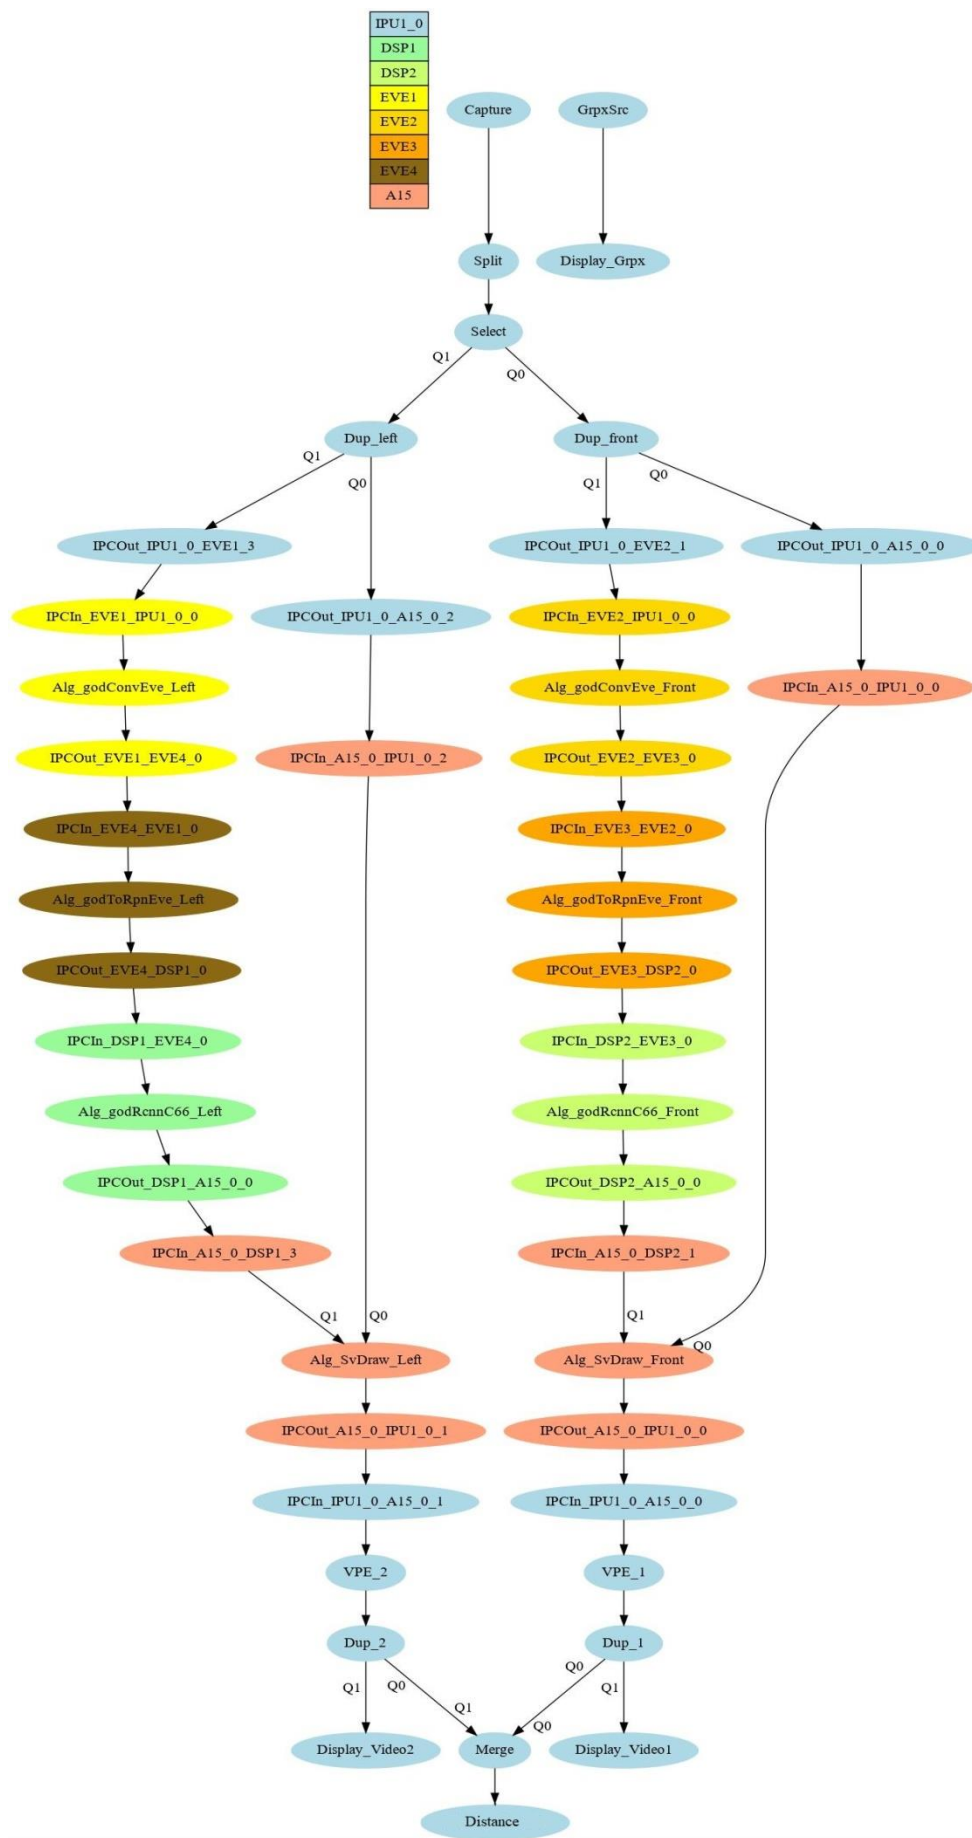 IPU1_0
DSP1
DSP2
EVE1
EVE2
EVE3
EVE4
A15
Capture
GrpxSrc
Split
Display_Grpx
Select
Q1
Q0
Dup_left
Dup_front
Q1
Q0
Q1
Q0
IPCOut_IPU1_0_EVE1_3
IPCOut_IPU1_0_EVE2_1
IPCOut_IPU1_0_A15_0_0
IPCIn_EVE1_IPU1_0_0
IPCOut_IPU1_0_A15_0_2
IPCIn_EVE2_IPU1_0_0
Alg_godConvEve_Left
Alg_godConvEve_Front
IPCIn_A15_0_IPU1_0_0
IPCOut_EVE1_EVE4_0
IPCIn_A15_0_IPU1_0_2
IPCOut_EVE2_EVE3_0
IPCIn_EVE4_EVE1_0
IPCIn_EVE3_EVE2_0
Alg_godToRpnEve_Left
Alg_godToRpnEve_Front
IPCOut_EVE4_DSP1_0
IPCOut_EVE3_DSP2_0
IPCIn_DSP1_EVE4_0
IPCIn_DSP2_EVE3_0
Alg_godRcnnC66_Left
Alg_godRcnnC66_Front
IPCOut_DSP1_A15_0_0
IPCOut_DSP2_A15_0_0
IPCIn_A15_0_DSP1_3
IPCIn_A15_0_DSP2_1
Q1
Q0
Q1
Q0
Alg_SvDraw_Left
Alg_SvDraw_Front
IPCOut_A15_0_IPU1_0_1
IPCOut_A15_0_IPU1_0_0
IPCIn_IPU1_0_A15_0_1
IPCIn_IPU1_0_A15_0_0
VPE_2
VPE_1
Dup_2
Dup_1
Q1
Q0
Q1
Q0
Q0
Q1
Display_Video2
Merge
Display_Video1
Distance